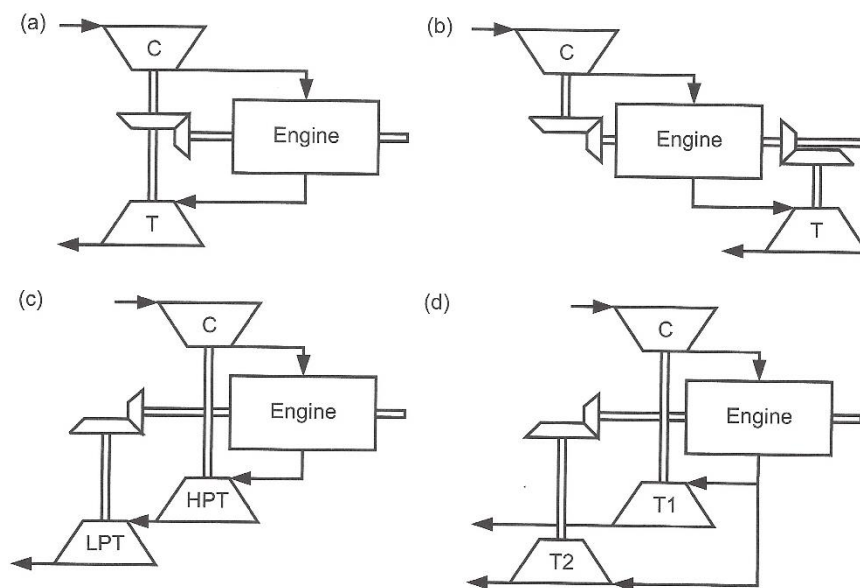 (a)
C
Engine
T
(b)
C
Engine
T
(c)
C
Engine
HPT
LPT
(d)
C
Engine
T1
T2